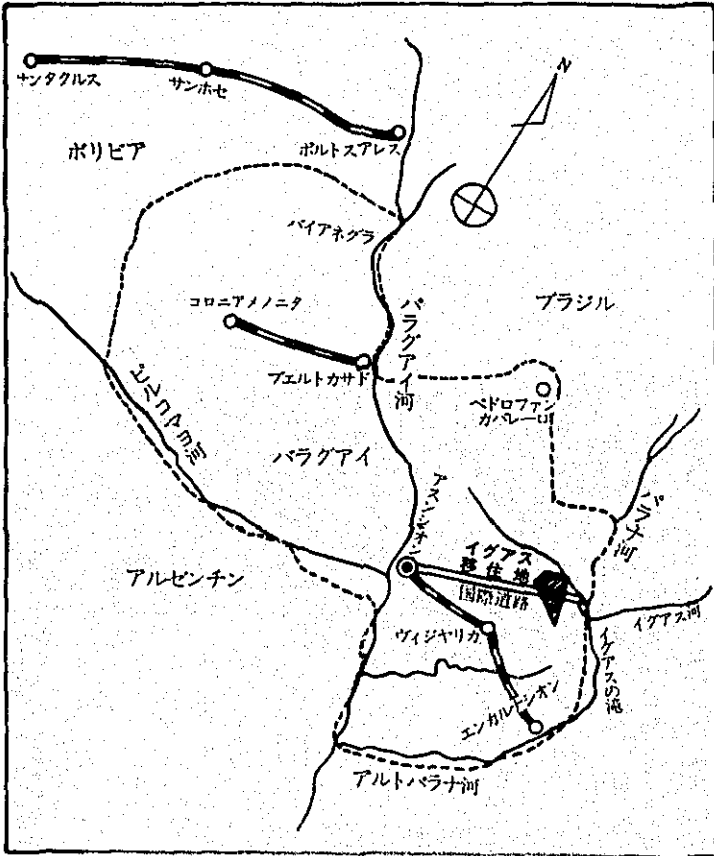 サンタクルス
サンホセ
ポルトスアレス
ボリビア
N
バイアネグラ
コロニアメノニタ
パラグアイ河
ブラジル
プエルトカサド
ペドロファン
カバレーロ
ピルコマヨ河
パラグアイ
パラナ河
アスンシオン
イグアス
移住地
国際道路
アルゼンチン
イグアス河
ヴィジヤリカ
イグアスの滝
エンカルナシオン
アルトパラナ河